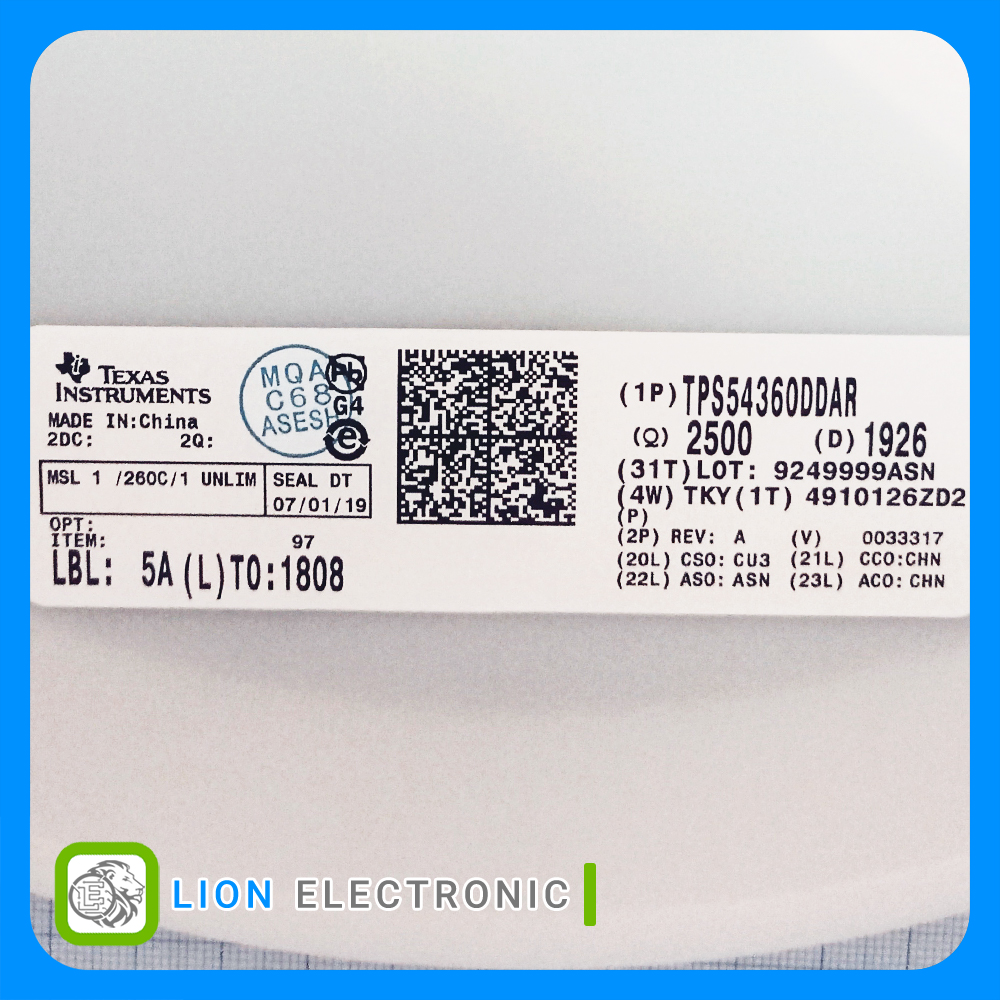 TEXAS
INSTRUMENTS
MADE IN:China
2DC: 2Q:
MQA
C68
ASESH
Pb
G4
e
MSL 1 /260C/1 UNLIM
SEAL DT
07/01/19
OPT:
ITEM: 97
LBL: 5A (L)TO:1808
(1P) TPS54360DDAR
(Q) 2500 (D) 1926
(31T)LOT: 9249999ASN
(4W) TKY(1T) 4910126ZD2
(P)
(2P) REV: A (V) 0033317
(20L) CSO: CU3 (21L) CCO:CHN
(22L) ASO: ASN (23L) ACO: CHN
LION ELECTRONIC